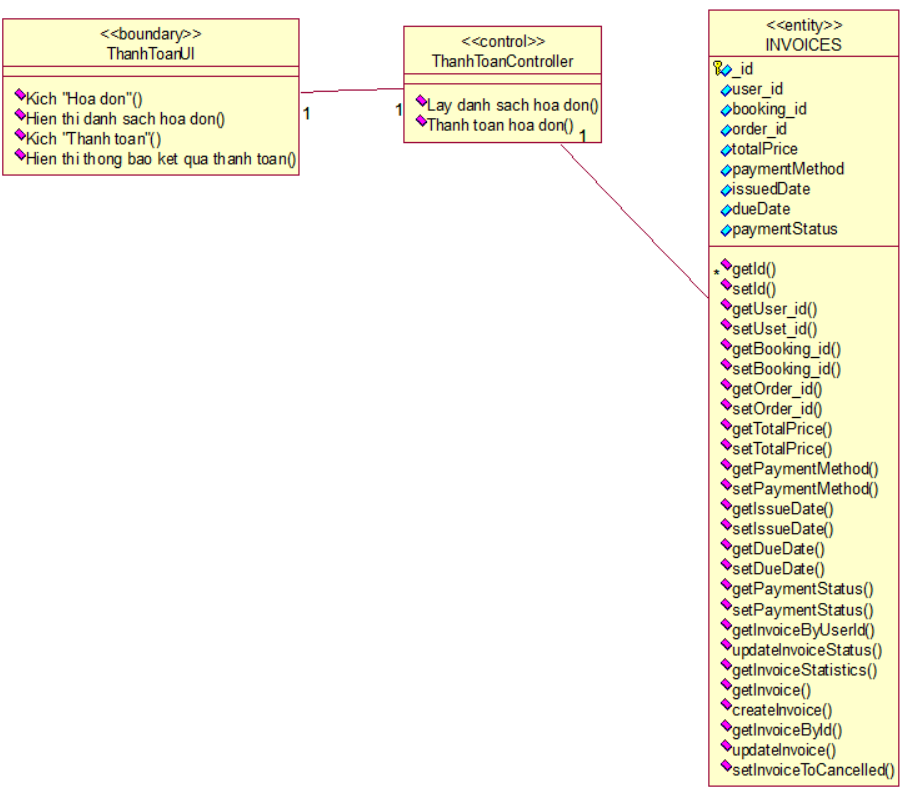 <<boundary>>
ThanhToanUI
Kich "Hoa don"()
Hien thi danh sach hoa don()
Kich "Thanh toan"()
Hien thi thong bao ket qua thanh toan()
1
1
<<control>>
ThanhToanController
Lay danh sach hoa don()
Thanh toan hoa don()
1
<<entity>>
INVOICES
_id
user_id
booking_id
order_id
totalPrice
paymentMethod
issuedDate
dueDate
paymentStatus
*
getId()
setId()
getUser_id()
setUset_id()
getBooking_id()
setBooking_id()
getOrder_id()
setOrder_id()
getTotalPrice()
setTotalPrice()
getPaymentMethod()
setPaymentMethod()
getIssueDate()
setIssueDate()
getDueDate()
setDueDate()
getPaymentStatus()
setPaymentStatus()
getInvoiceByUserId()
updateInvoiceStatus()
getInvoiceStatistics()
getInvoice()
createInvoice()
getInvoiceById()
updateInvoice()
setInvoiceToCancelled()